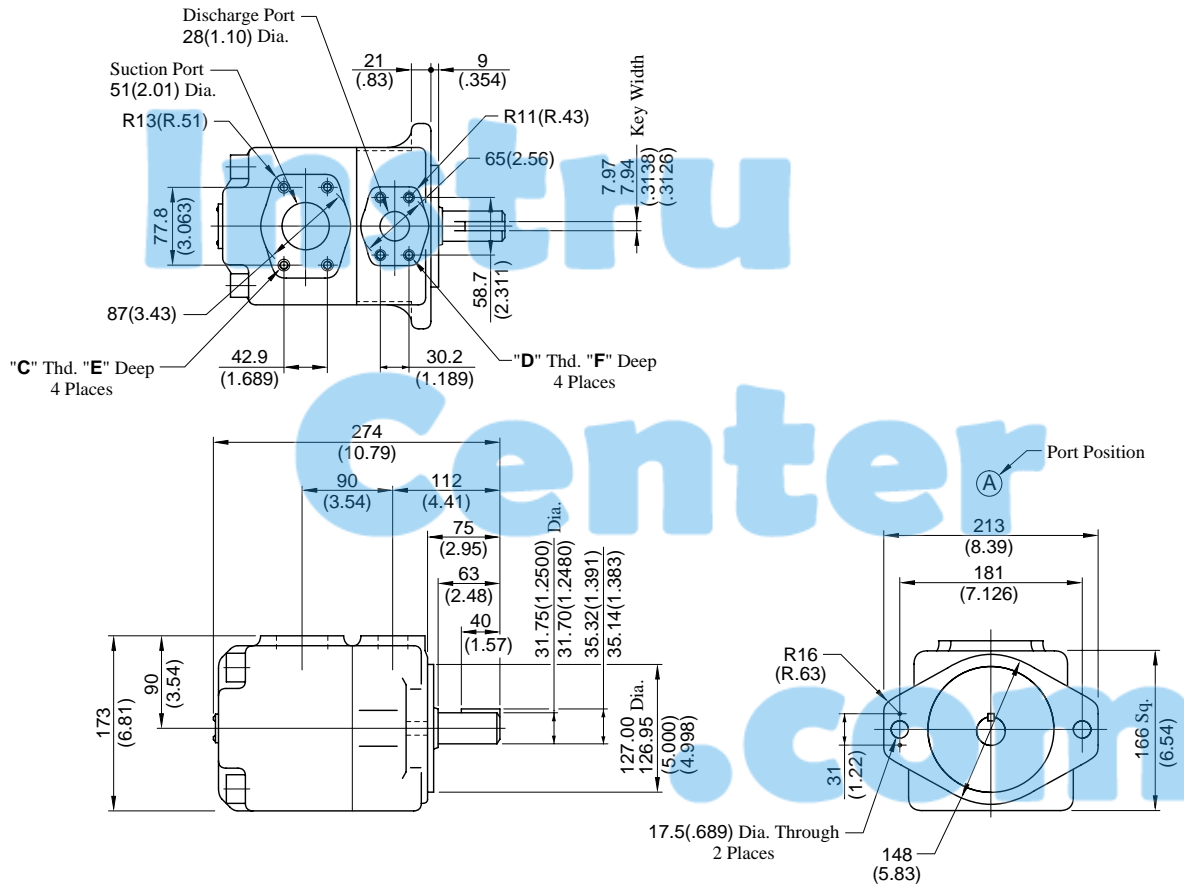 Discharge Port
28(1.10) Dia.
Suction Port
51(2.01) Dia.
R13(R.51)
21
(.83)
9
(.354)
R11(R.43)
65(2.56)
7.97
7.94
(.3138)
(.3126)
Key Width
77.8
(3.063)
58.7
(2.311)
87(3.43)
"C" Thd. "E" Deep
4 Places
42.9
(1.689)
30.2
(1.189)
"D" Thd. "F" Deep
4 Places
274
(10.79)
90
(3.54)
112
(4.41)
75
(2.95)
63
(2.48)
40
(1.57)
31.75(1.2500)
31.70(1.2480)
Dia.
35.32(1.391)
35.14(1.383)
173
(6.81)
90
(3.54)
127.00
126.95
(5.000)
(4.998)
Dia.
A
Port Position
213
(8.39)
181
(7.126)
R16
(R.63)
31
(1.22)
166 Sq.
(6.54)
17.5(.689) Dia. Through
2 Places
148
(5.83)
Instru
Center
.com